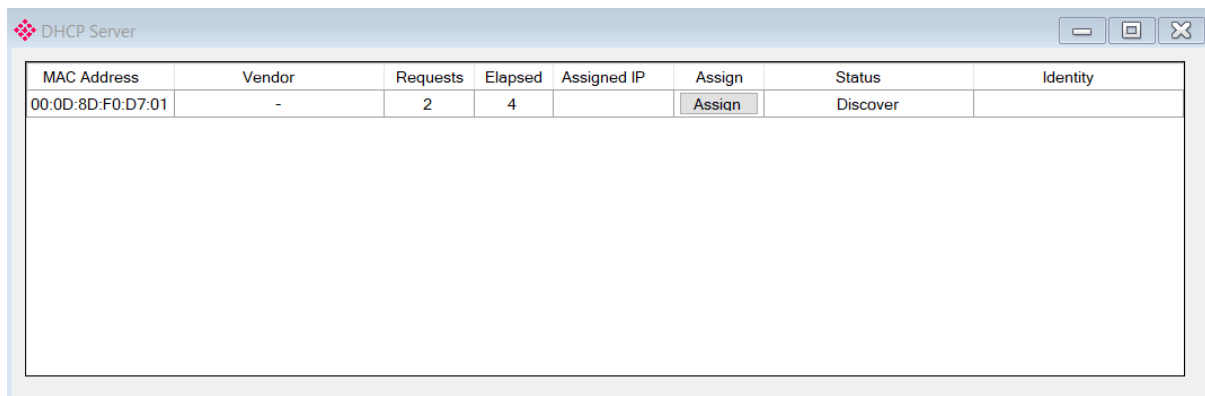 DHCP Server
MAC Address Vendor Requests Elapsed Assigned IP Assign Status Identity
00:0D:8D:F0:D7:01 - 2 4 Assign Discover